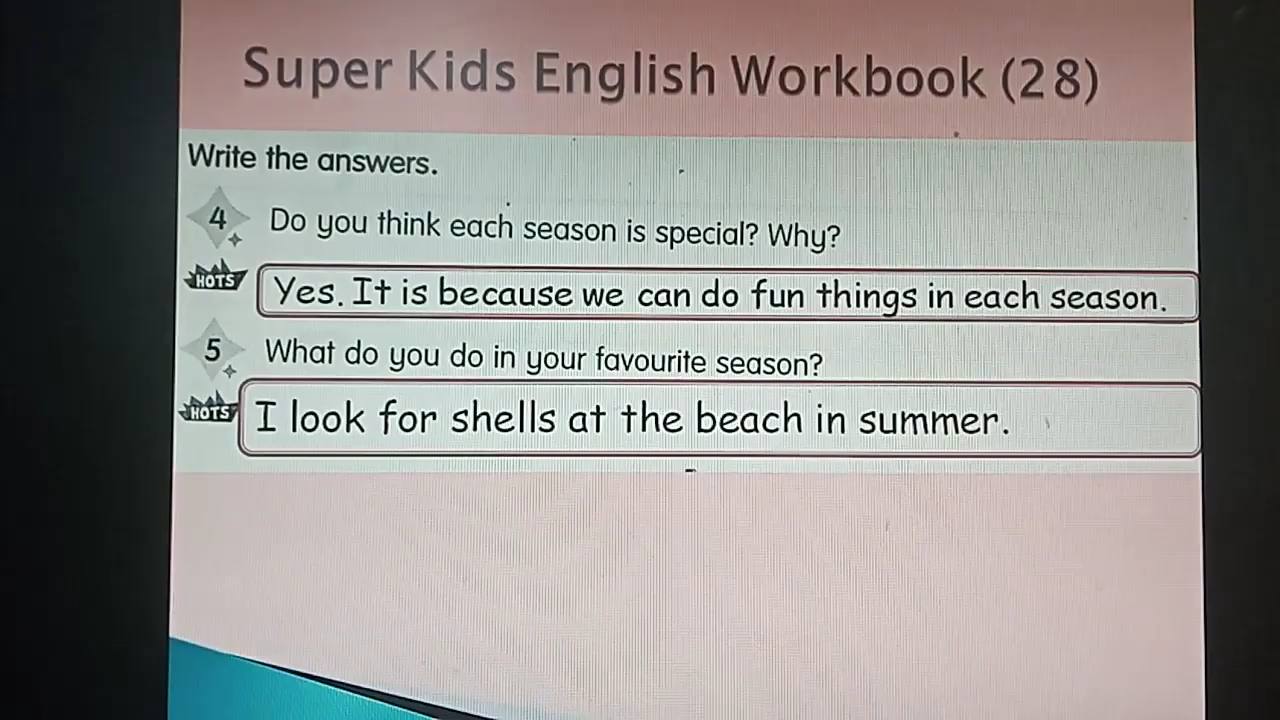 Super Kids English Workbook (28)
Write the answers.
4 Do you think each season is special? Why?
HOTS Yes. It is because we can do fun things in each season.
5 What do you do in your favourite season?
HOTS I look for shells at the beach in summer.